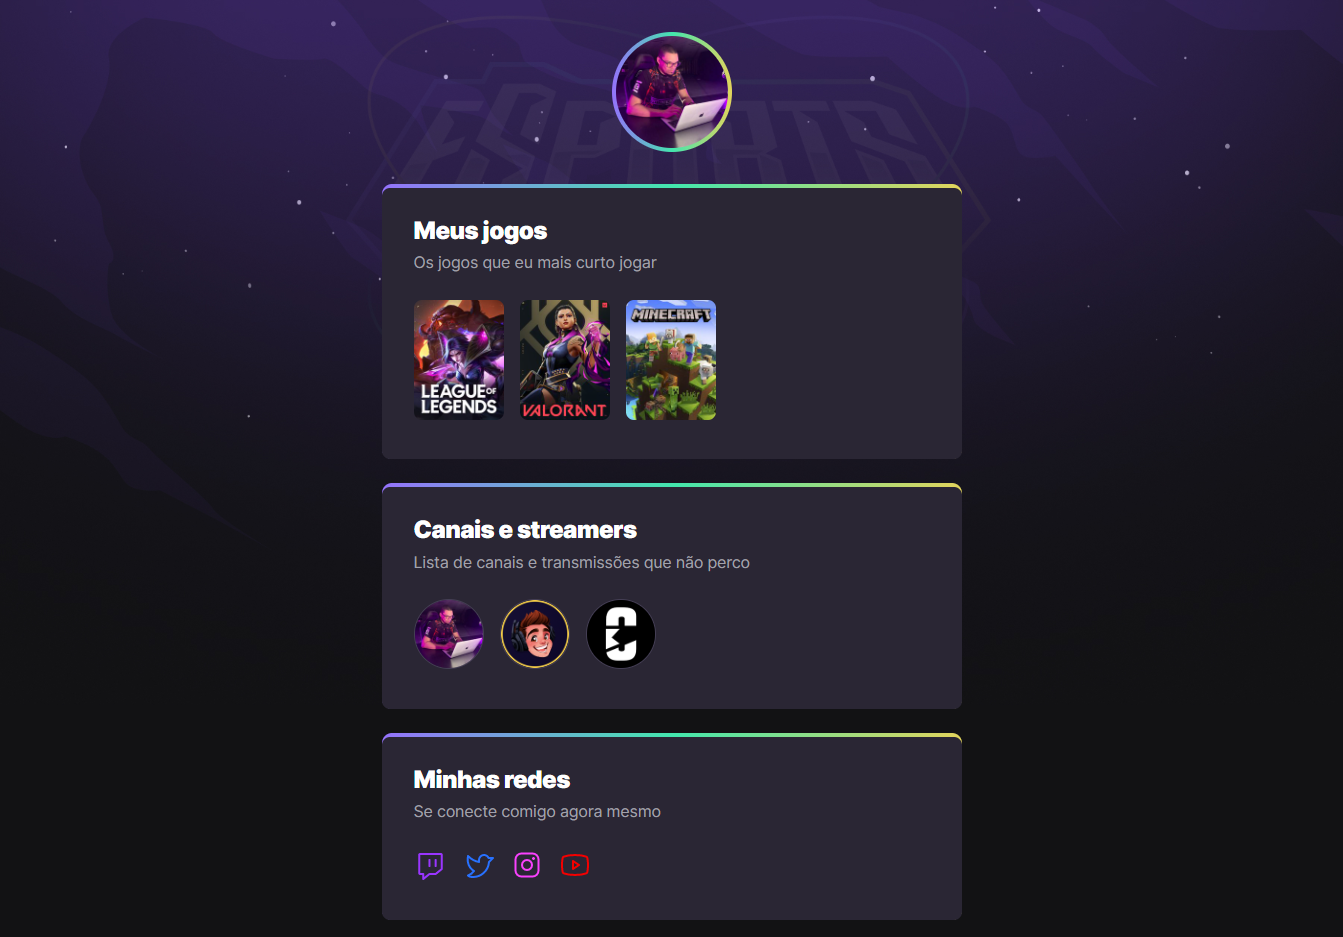 ESPORTS
Meus jogos
Os jogos que eu mais curto jogar
LEAGUE OF
LEGENDS
VALORANT
MINECRAFT
Canais e streamers
Lista de canais e transmissões que não perco
Minhas redes
Se conecte comigo agora mesmo